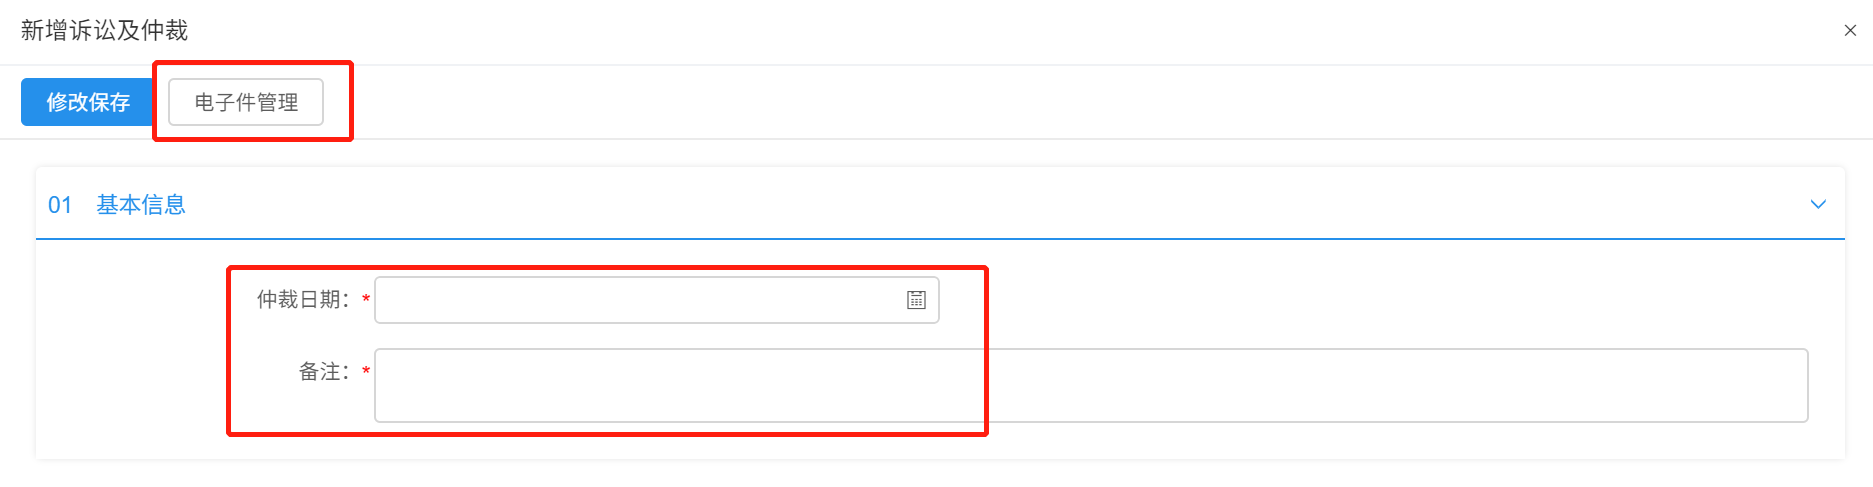 新增诉讼及仲裁
修改保存 电子件管理
01 基本信息
仲裁日期：*
备注：*